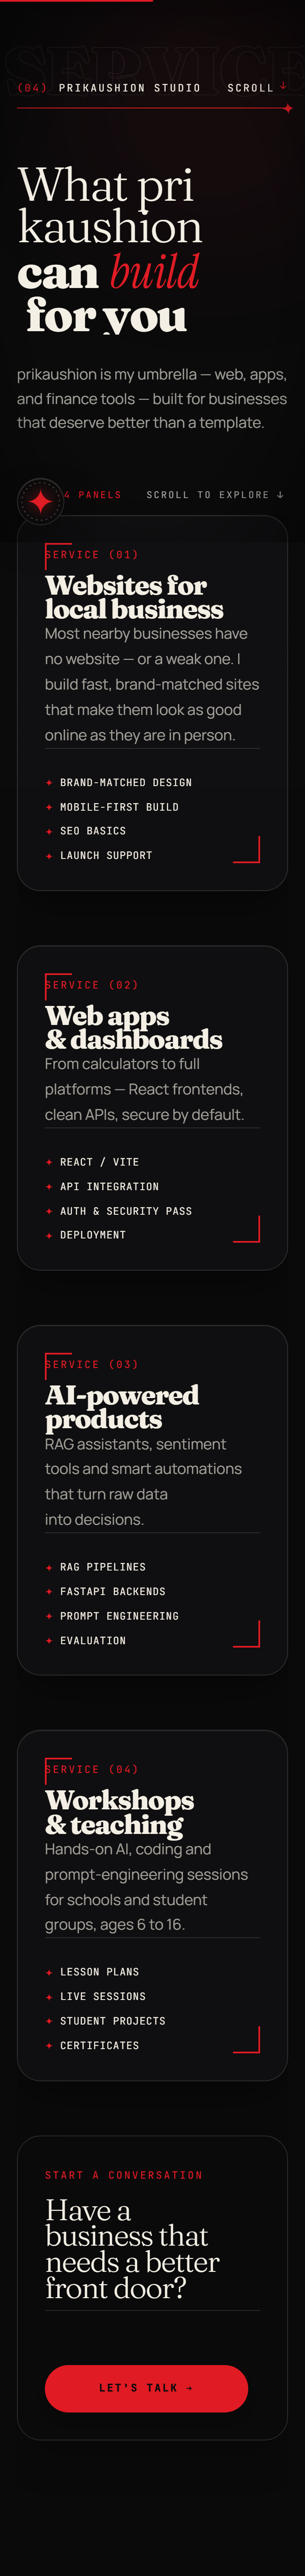 SERVICE
(04) PRIKAUSHION STUDIO SCROLL ↓
What pri
kaushion
can build
for you
prikaushion is my umbrella — web, apps,
and finance tools — built for businesses
that deserve better than a template.
4 PANELS SCROLL TO EXPLORE ↓
SERVICE (01)
Websites for
local business
Most nearby businesses have
no website — or a weak one. I
build fast, brand-matched sites
that make them look as good
online as they are in person.
BRAND-MATCHED DESIGN
MOBILE-FIRST BUILD
SEO BASICS
LAUNCH SUPPORT
SERVICE (02)
Web apps
& dashboards
From calculators to full
platforms — React frontends,
clean APIs, secure by default.
REACT / VITE
API INTEGRATION
AUTH & SECURITY PASS
DEPLOYMENT
SERVICE (03)
AI-powered
products
RAG assistants, sentiment
tools and smart automations
that turn raw data
into decisions.
RAG PIPELINES
FASTAPI BACKENDS
PROMPT ENGINEERING
EVALUATION
SERVICE (04)
Workshops
& teaching
Hands-on AI, coding and
prompt-engineering sessions
for schools and student
groups, ages 6 to 16.
LESSON PLANS
LIVE SESSIONS
STUDENT PROJECTS
CERTIFICATES
START A CONVERSATION
Have a
business that
needs a better
front door?
LET'S TALK →